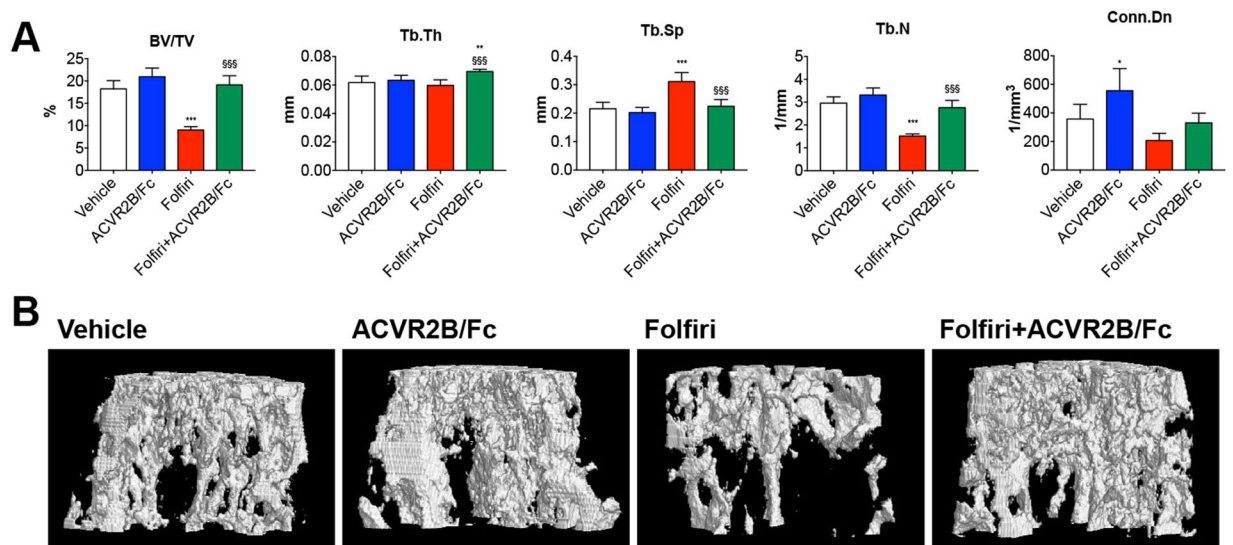 A
BV/TV
%
25
20
15
10
5
0
***
§§§
Vehicle
ACVR2B/Fc
Folfiri
Folfiri+ACVR2B/Fc
Tb.Th
mm
0.08
0.06
0.04
0.02
0.00
**
§§§
Vehicle
ACVR2B/Fc
Folfiri
Folfiri+ACVR2B/Fc
Tb.Sp
mm
0.4
0.3
0.2
0.1
0.0
***
§§§
Vehicle
ACVR2B/Fc
Folfiri
Folfiri+ACVR2B/Fc
Tb.N
1/mm
5
4
3
2
1
0
***
§§§
Vehicle
ACVR2B/Fc
Folfiri
Folfiri+ACVR2B/Fc
Conn.Dn
1/mm³
800
600
400
200
0
*
Vehicle
ACVR2B/Fc
Folfiri
Folfiri+ACVR2B/Fc
B
Vehicle
ACVR2B/Fc
Folfiri
Folfiri+ACVR2B/Fc